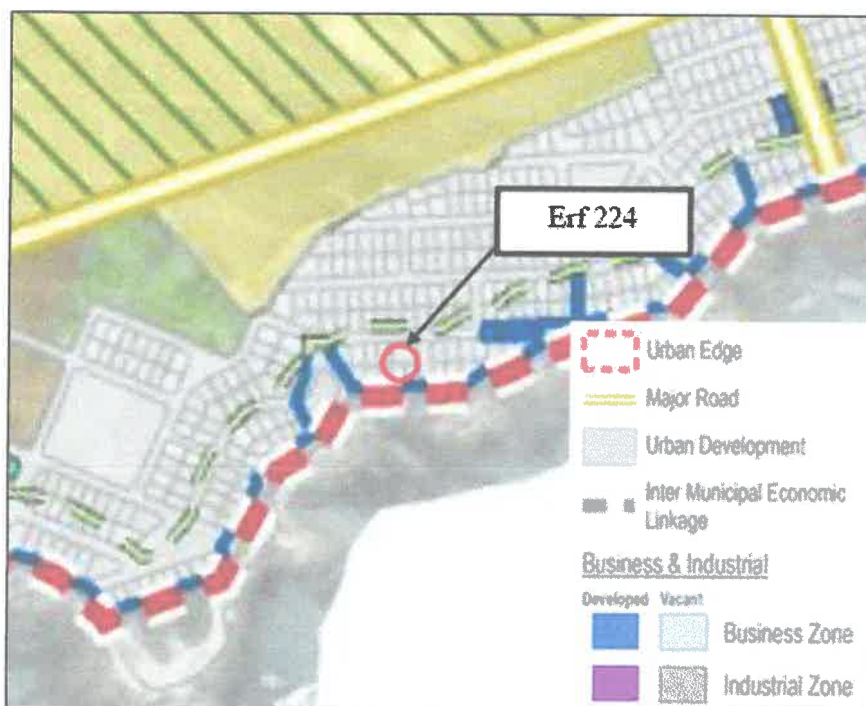 Erf 224
Urban Edge
Major Road
Urban Development
Inter Municipal Economic
Linkage
Business & Industrial
Developed Vacant
Business Zone
Industrial Zone